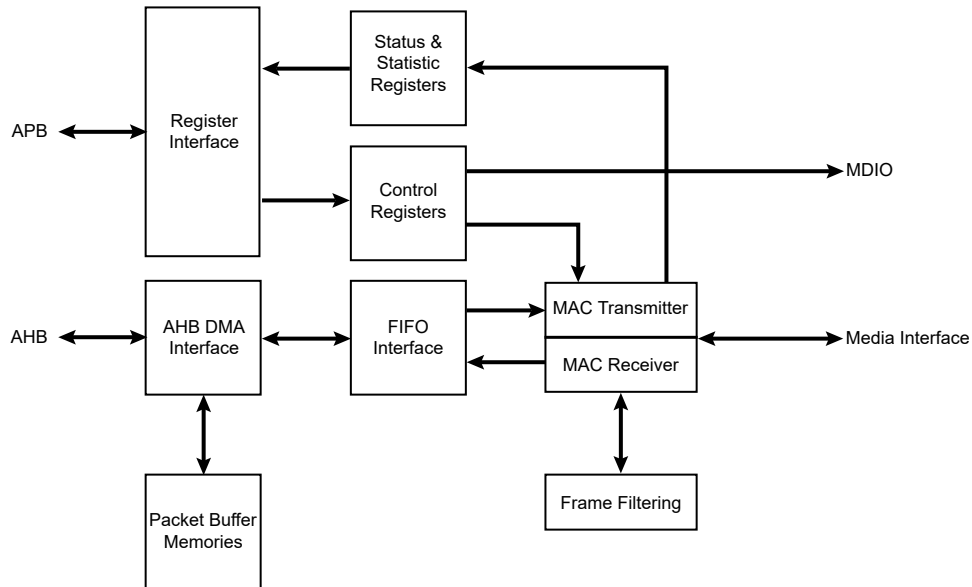 Status &
Statistic
Registers
APB
Register
Interface
MDIO
Control
Registers
MAC Transmitter
AHB
AHB DMA
Interface
FIFO
Interface
Media Interface
MAC Receiver
Packet Buffer
Memories
Frame Filtering